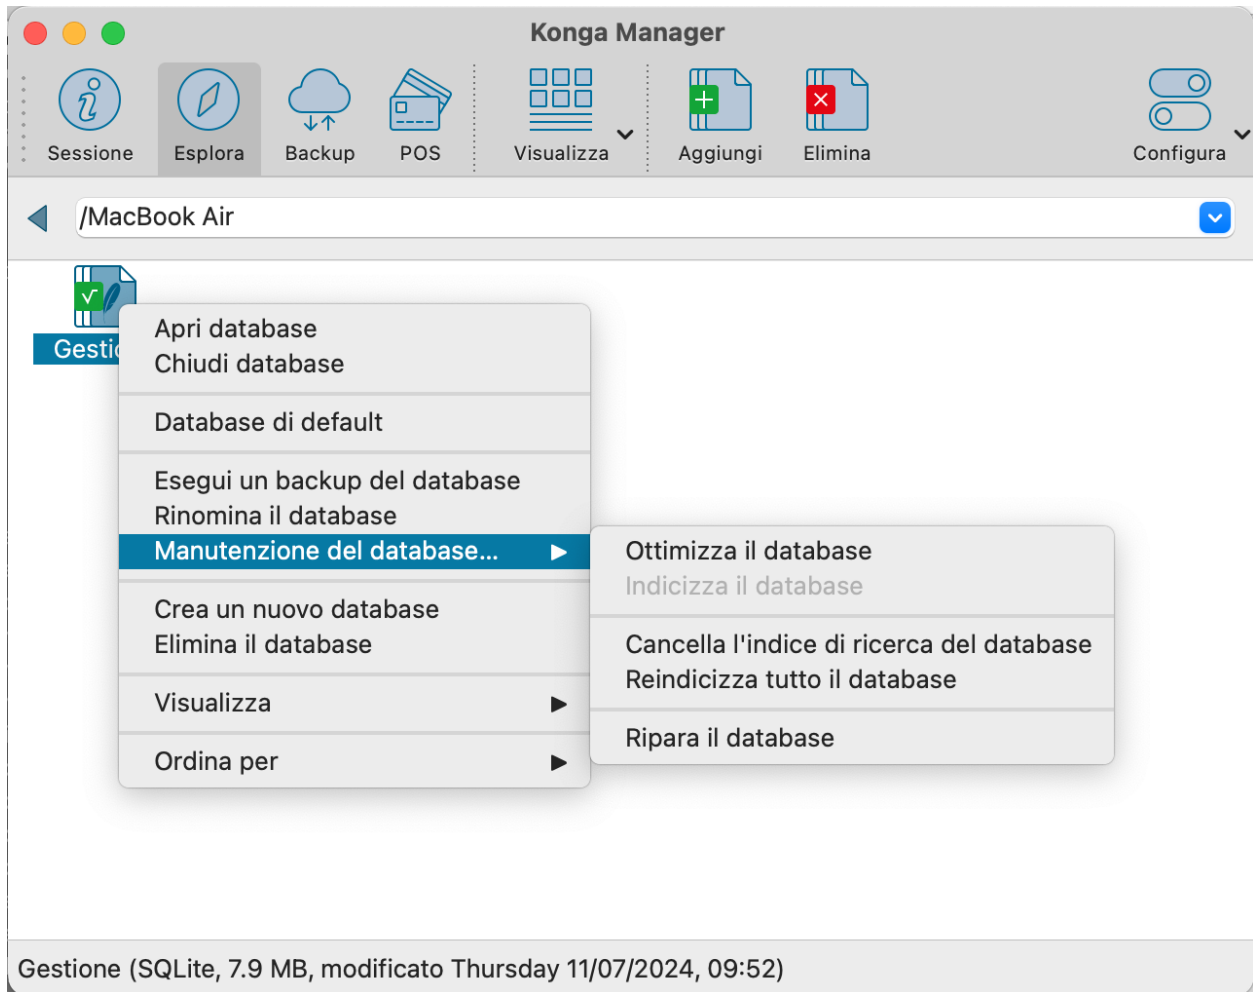 Konga Manager
Sessione Esplora Backup POS Visualizza Aggiungi Elimina Configura
/MacBook Air
Apri database
Chiudi database
Database di default
Esegui un backup del database
Rinomina il database
Manutenzione del database...
Crea un nuovo database
Elimina il database
Visualizza
Ordina per
Ottimizza il database
Indicizza il database
Cancella l'indice di ricerca del database
Reindicizza tutto il database
Ripara il database
Gestione (SQLite, 7.9 MB, modificato Thursday 11/07/2024, 09:52)